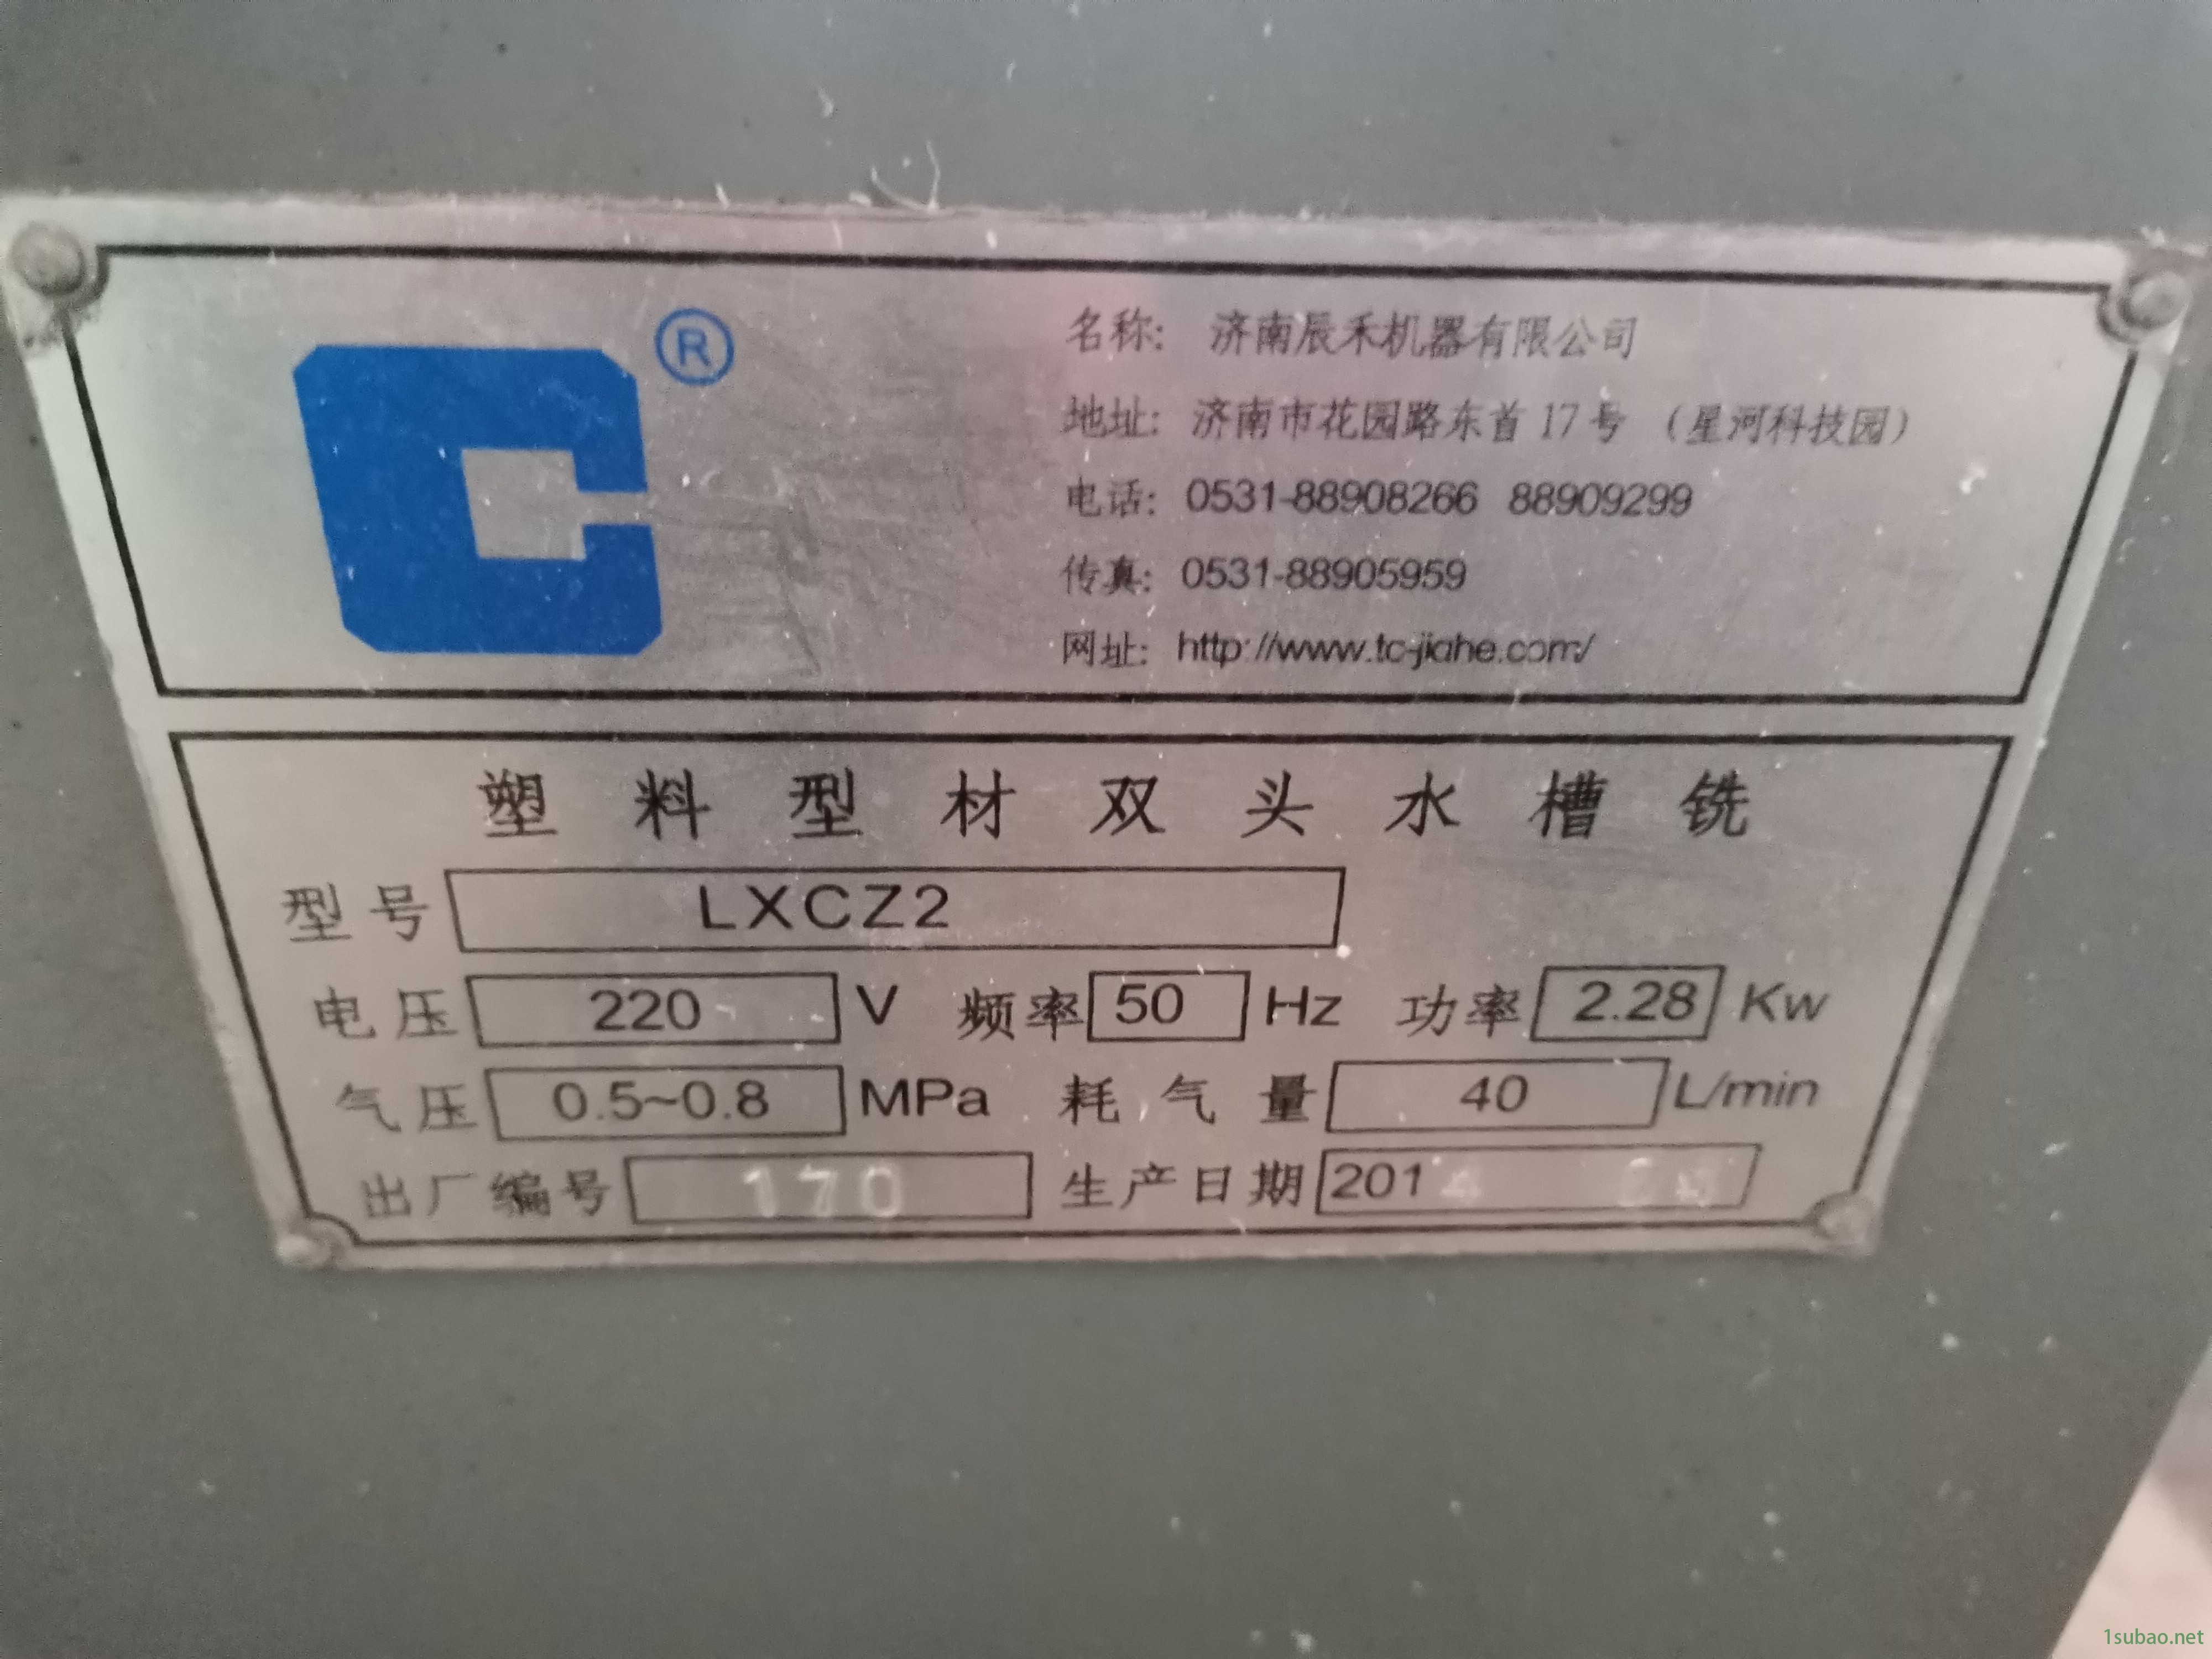 ®
名称: 济南辰禾机器有限公司
地址: 济南市花园路东首17号 (星河科技园)
电话: 0531-88908266 88909299
传真: 0531-88905959
网址: http://www.tc-jiahe.com/
塑料型材双头水槽铣
型号 LXCZ2
电压 220 V 频率 50 Hz 功率 2.28 Kw
气压 0.5~0.8 MPa 耗气量 40 L/min
出厂编号 170 生产日期 2014
1subao.net